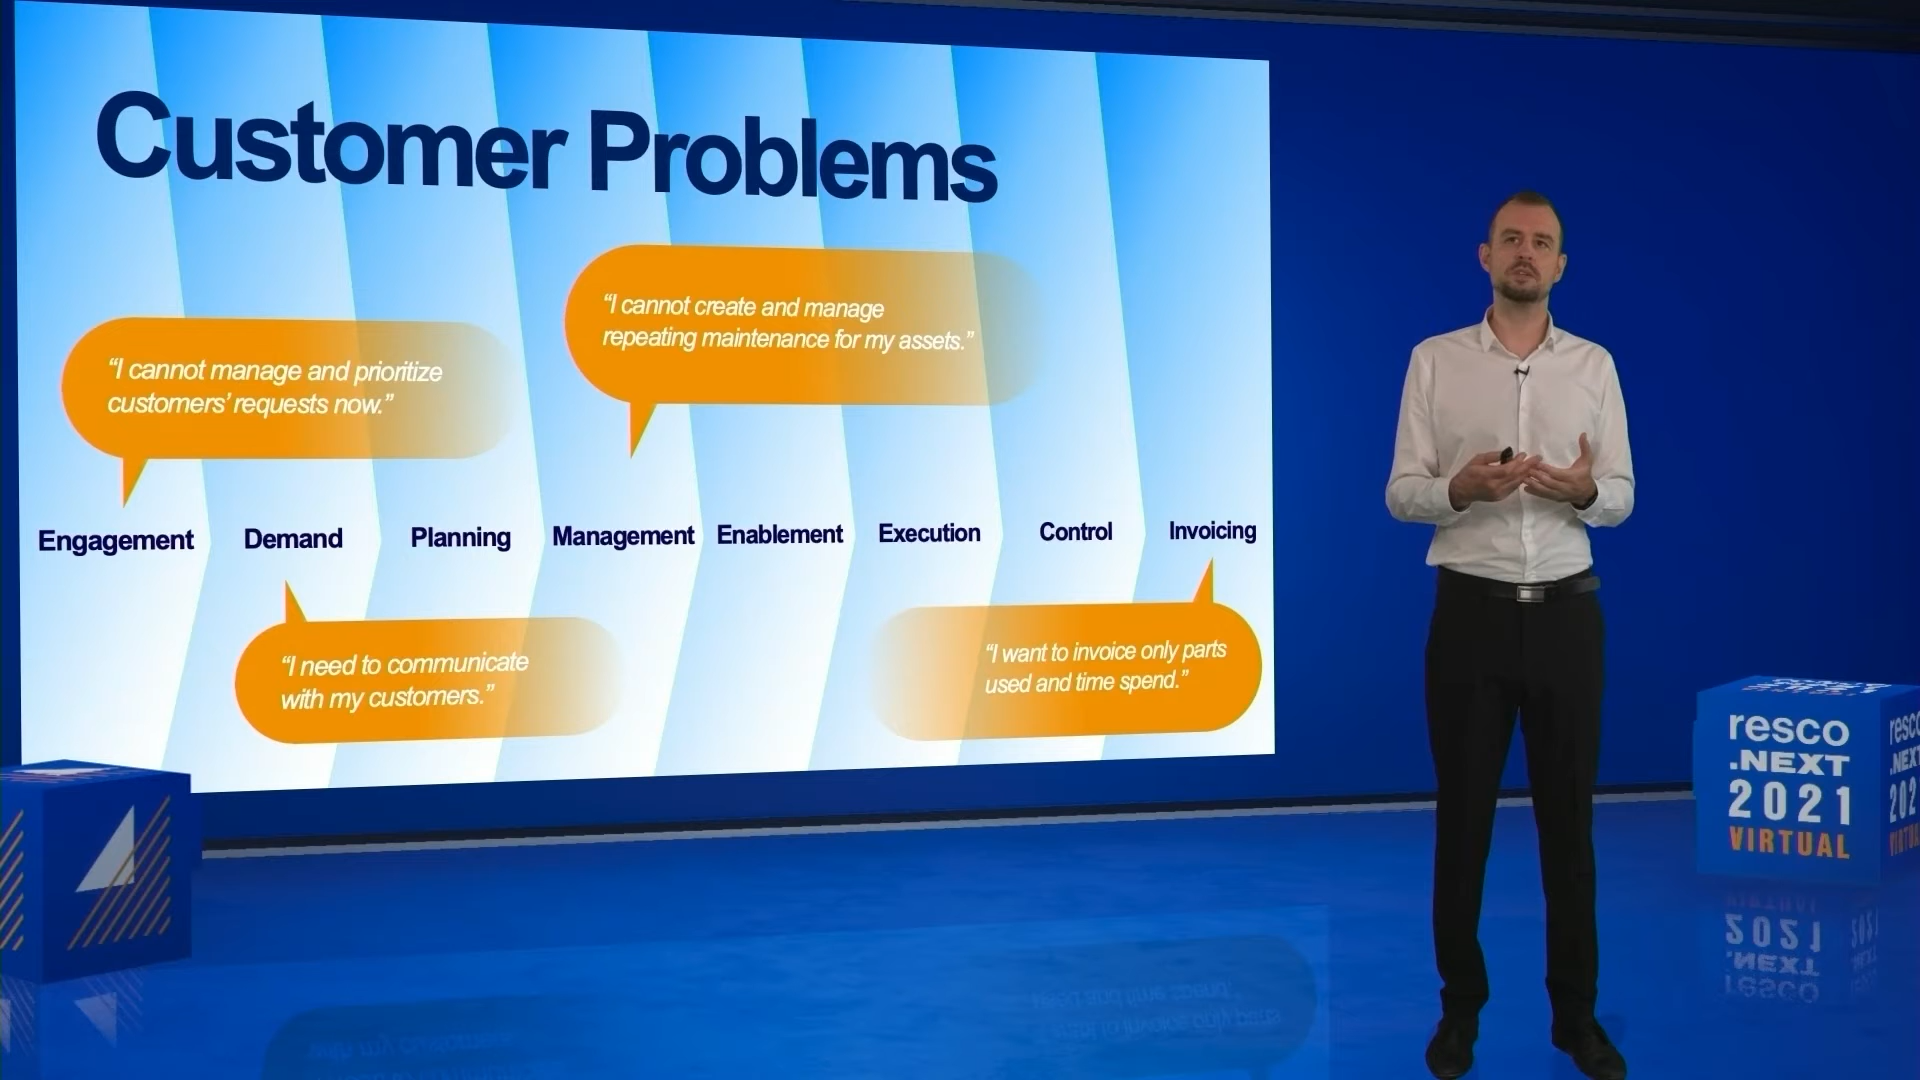 Customer Problems
“I cannot create and manage
repeating maintenance for my assets.”
“I cannot manage and prioritize
customers’ requests now.”
Engagement
Demand
Planning
Management
Enablement
Execution
Control
Invoicing
“I need to communicate
with my customers.”
“I want to invoice only parts
used and time spend.”
resco
.NEXT
2021
VIRTUAL